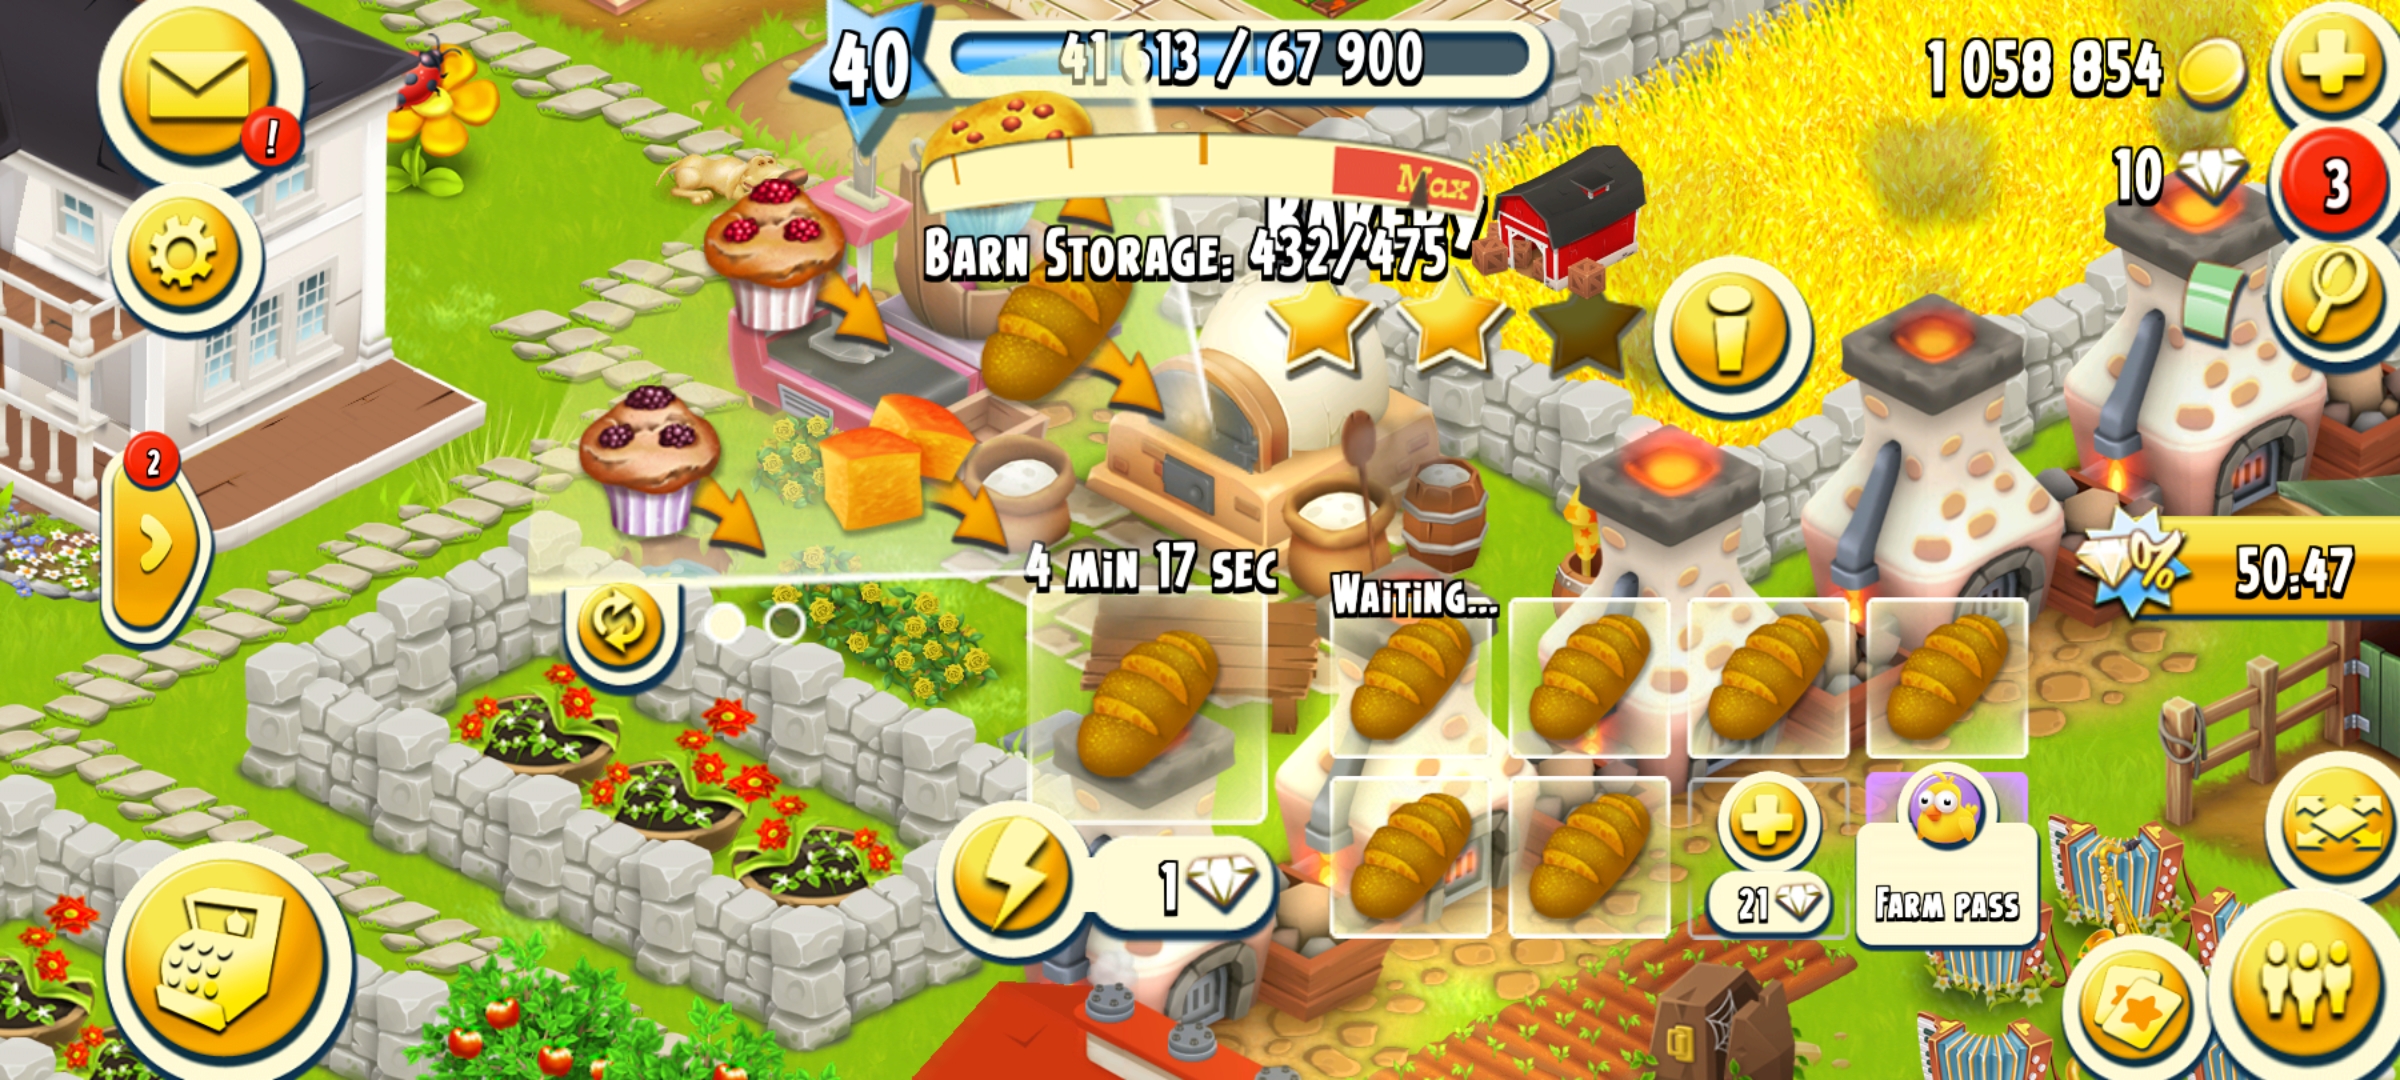 40
41 613 / 67 900
1 058 854
10
3
!
Max
BAKERY
BARN STORAGE: 432/475
2
%
50:47
4 MIN 17 SEC
WAITING...
1
21
FARM PASS